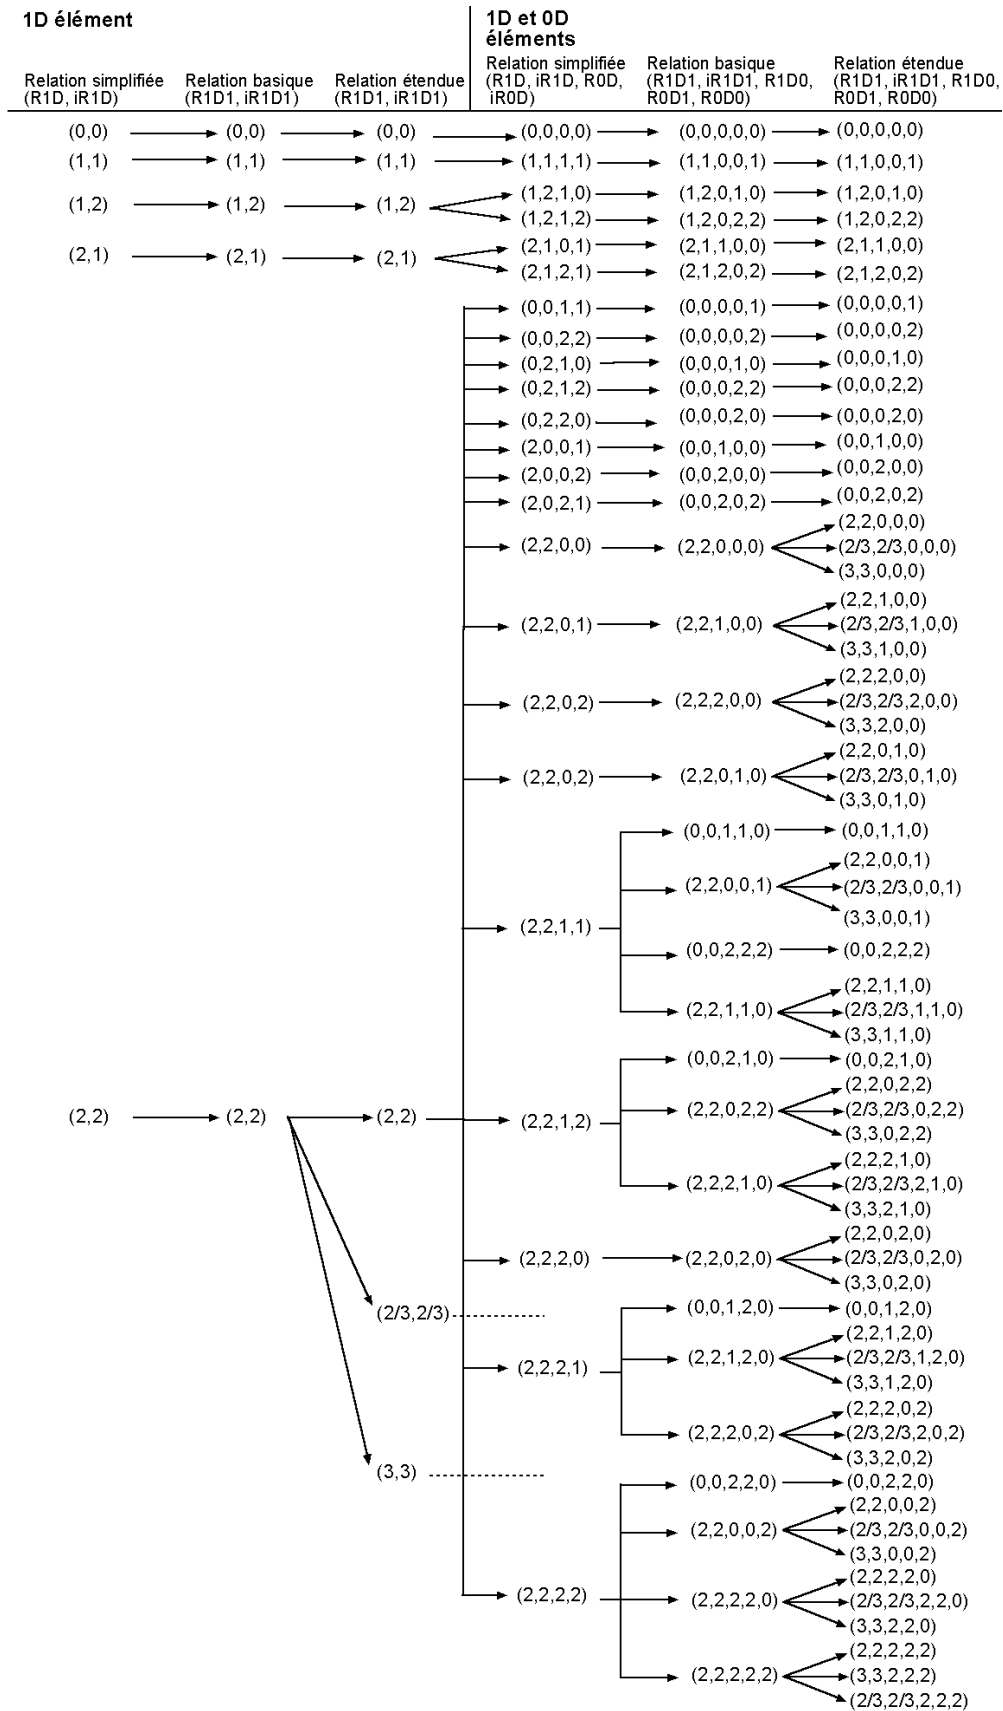 1D élément
1D et 0D
éléments
Relation simplifiée
(R1D, iR1D)
Relation basique
(R1D1, iR1D1)
Relation étendue
(R1D1, iR1D1)
Relation simplifiée
(R1D, iR1D, R0D,
iR0D)
Relation basique
(R1D1, iR1D1, R1D0,
R0D1, R0D0)
Relation étendue
(R1D1, iR1D1, R1D0,
R0D1, R0D0)
(0,0) (0,0) (0,0) (0,0,0,0) (0,0,0,0,0) (0,0,0,0,0)
(1,1) (1,1) (1,1) (1,1,1,1) (1,1,0,0,1) (1,1,0,0,1)
(1,2) (1,2) (1,2)
(1,2,1,0) (1,2,0,1,0) (1,2,0,1,0)
(1,2,1,2) (1,2,0,2,2) (1,2,0,2,2)
(2,1) (2,1) (2,1)
(2,1,0,1) (2,1,1,0,0) (2,1,1,0,0)
(2,1,2,1) (2,1,2,0,2) (2,1,2,0,2)
(0,0,1,1) (0,0,0,0,1) (0,0,0,0,1)
(0,0,2,2) (0,0,0,0,2) (0,0,0,0,2)
(0,2,1,0) (0,0,0,1,0) (0,0,0,1,0)
(0,2,1,2) (0,0,0,2,2) (0,0,0,2,2)
(0,2,2,0) (0,0,0,2,0) (0,0,0,2,0)
(2,0,0,1) (0,0,1,0,0) (0,0,1,0,0)
(2,0,0,2) (0,0,2,0,0) (0,0,2,0,0)
(2,0,2,1) (0,0,2,0,2) (0,0,2,0,2)
(2,2,0,0,0)
(2,2,0,0) (2,2,0,0,0) (2/3,2/3,0,0,0)
(3,3,0,0,0)
(2,2,1,0,0)
(2,2,0,1) (2,2,1,0,0) (2/3,2/3,1,0,0)
(3,3,1,0,0)
(2,2,2,0,0)
(2,2,0,2) (2,2,2,0,0) (2/3,2/3,2,0,0)
(3,3,2,0,0)
(2,2,0,1,0)
(2,2,0,2) (2,2,0,1,0) (2/3,2/3,0,1,0)
(3,3,0,1,0)
(0,0,1,1,0) (0,0,1,1,0)
(2,2,0,0,1)
(2,2,0,0,1) (2/3,2/3,0,0,1)
(3,3,0,0,1)
(2,2,1,1)
(0,0,2,2,2) (0,0,2,2,2)
(2,2,1,1,0)
(2,2,1,1,0) (2/3,2/3,1,1,0)
(3,3,1,1,0)
(0,0,2,1,0) (0,0,2,1,0)
(2,2,0,2,2)
(2,2,0,2,2) (2/3,2/3,0,2,2)
(2,2) (2,2) (2,2) (2,2,1,2)
(3,3,0,2,2)
(2,2,2,1,0)
(2,2,2,1,0) (2/3,2/3,2,1,0)
(3,3,2,1,0)
(2,2,0,2,0)
(2,2,2,0) (2,2,0,2,0) (2/3,2/3,0,2,0)
(3,3,0,2,0)
(2/3,2/3)
(0,0,1,2,0) (0,0,1,2,0)
(2,2,1,2,0)
(2,2,2,1) (2,2,1,2,0) (2/3,2/3,1,2,0)
(3,3,1,2,0)
(2,2,2,0,2)
(2,2,2,0,2) (2/3,2/3,2,0,2)
(3,3,2,0,2)
(3,3)
(0,0,2,2,0) (0,0,2,2,0)
(2,2,0,0,2)
(2,2,0,0,2) (2/3,2/3,0,0,2)
(3,3,0,0,2)
(2,2,2,2,0)
(2,2,2,2) (2,2,2,2,0) (2/3,2/3,2,2,0)
(3,3,2,2,0)
(2,2,2,2,2)
(2,2,2,2,2) (3,3,2,2,2)
(2/3,2/3,2,2,2)